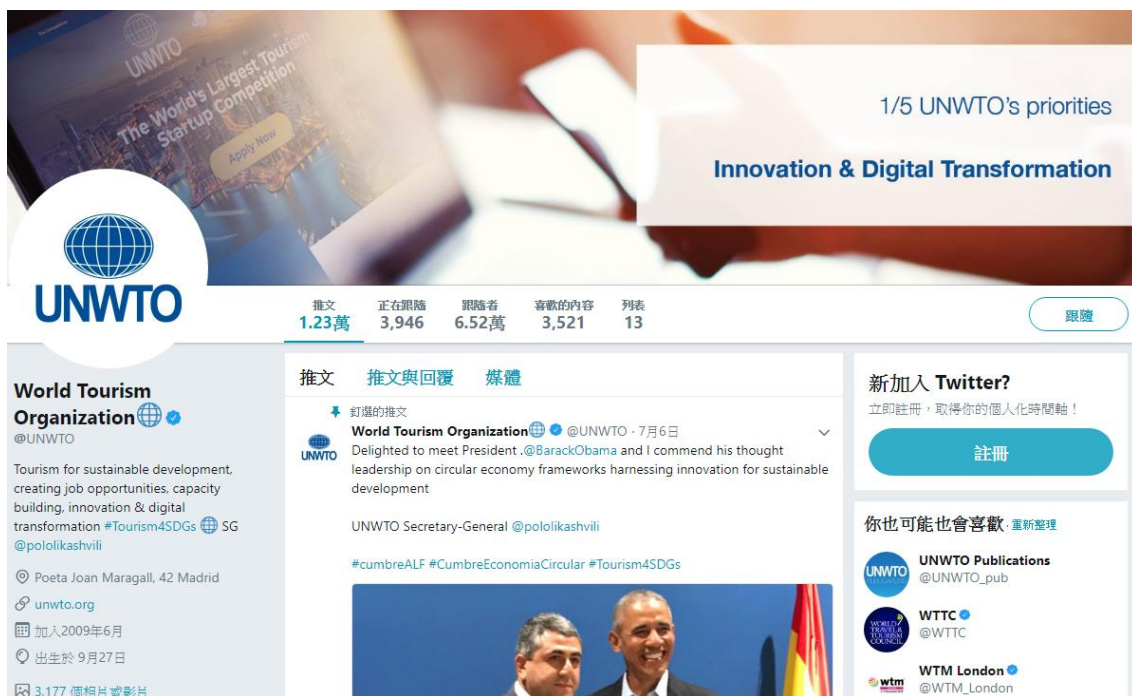 UNWTO
The World's Largest Tourism
Startup Competition
Apply Now
1/5 UNWTO's priorities
Innovation & Digital Transformation
UNWTO
推文
1.23萬
正在跟隨
3,946
跟隨者
6.52萬
喜歡的內容
3,521
列表
13
跟隨
World Tourism
Organization
@UNWTO
Tourism for sustainable development,
creating job opportunities, capacity
building, innovation & digital
transformation #Tourism4SDGs SG
@pololikashvili
Poeta Joan Maragall, 42 Madrid
unwto.org
加入2009年6月
出生於 9月27日
3,177 個相片或影片
推文 推文與回覆 媒體
釘選的推文
UNWTO
World Tourism Organization @UNWTO · 7月6日
Delighted to meet President .@BarackObama and I commend his thought
leadership on circular economy frameworks harnessing innovation for sustainable
development
UNWTO Secretary-General @pololikashvili
#cumbreALF #CumbreEconomiaCircular #Tourism4SDGs
新加入 Twitter?
立即註冊，取得你的個人化時間軸！
註冊
你也可能也會喜歡 · 重新整理
UNWTO
UNWTO Publications
@UNWTO_pub
WORLD
TRAVEL &
TOURISM
COUNCIL
WTTC
@WTTC
wtm
WTM London
@WTM_London